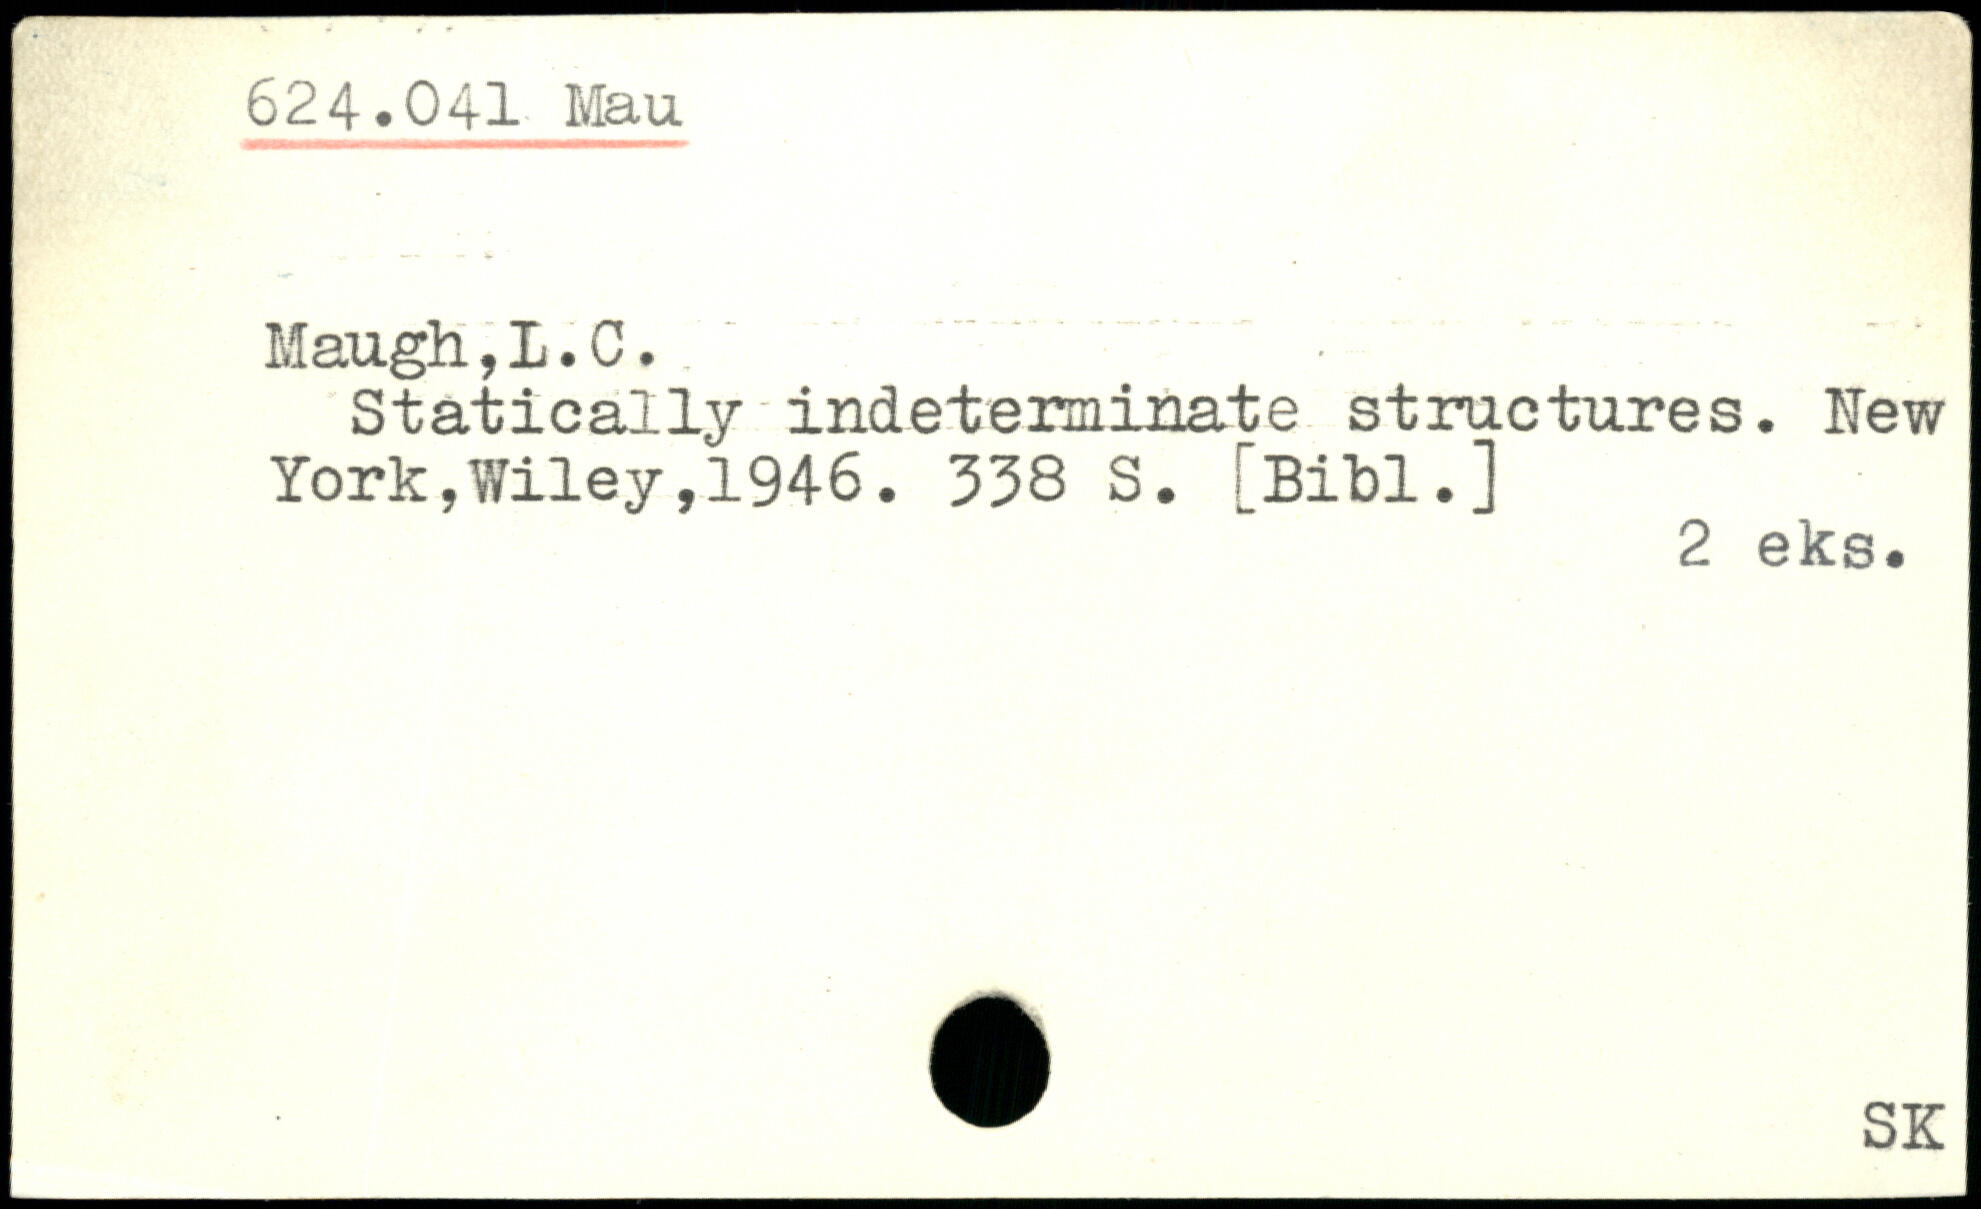 624.041 Mau
Maugh,L.C.
Statically indeterminate structures. New
York,Wiley,1946. 338 S. [Bibl.]
2 eks.
SK